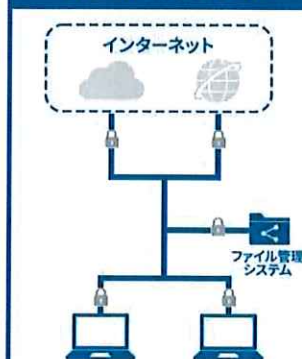 インターネット
ファイル管理
システム